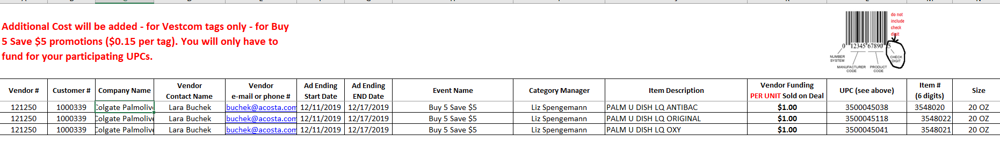 Additional Cost will be added - for Vestcom tags only - for Buy
5 Save $5 promotions ($0.15 per tag). You will only have to
fund for your participating UPCs.
do not
include
check
digit
0 12345 67890 5
NUMBER
SYSTEM
CHECK
DIGIT
MANUFACTURER PRODUCT
CODE CODE
Vendor # Customer # Company Name Vendor Contact Name Vendor e-mail or phone # Ad Ending Start Date Ad Ending END Date Event Name Category Manager Item Description Vendor Funding PER UNIT Sold on Deal UPC (see above) Item # (6 digits) Size
121250 1000339 Colgate Palmoliv Lara Buchek buchek@acosta.com 12/11/2019 12/17/2019 Buy 5 Save $5 Liz Spengemann PALM U DISH LQ ANTIBAC $1.00 3500045038 3548020 20 OZ
121250 1000339 Colgate Palmolive Lara Buchek buchek@acosta.com 12/11/2019 12/17/2019 Buy 5 Save $5 Liz Spengemann PALM U DISH LQ ORIGINAL $1.00 3500045118 3548022 20 OZ
121250 1000339 Colgate Palmolive Lara Buchek buchek@acosta.com 12/11/2019 12/17/2019 Buy 5 Save $5 Liz Spengemann PALM U DISH LQ OXY $1.00 3500045041 3548021 20 OZ